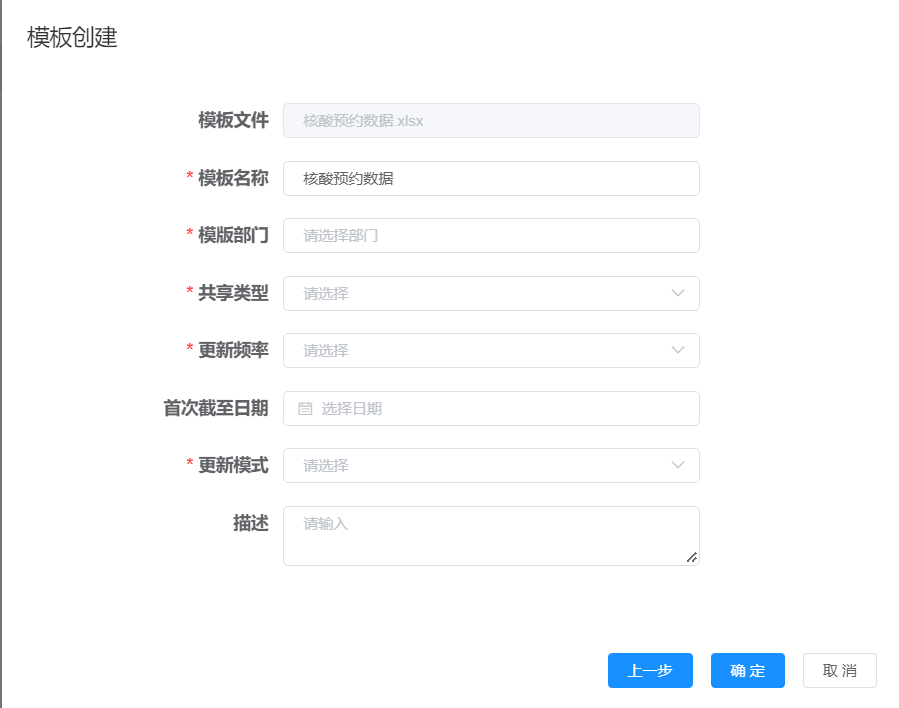 模板创建
模板文件 核酸预约数据.xlsx
* 模板名称 核酸预约数据
* 模版部门 请选择部门
* 共享类型 请选择
* 更新频率 请选择
首次截至日期 选择日期
* 更新模式 请选择
描述 请输入
上一步 确定 取消